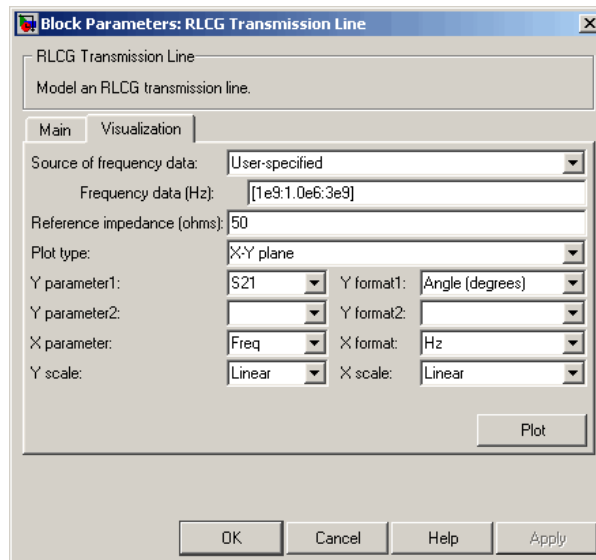 Block Parameters: RLCG Transmission Line
RLCG Transmission Line
Model an RLCG transmission line.
Main Visualization
Source of frequency data: User-specified
Frequency data (Hz): [1e9:1.0e6:3e9]
Reference impedance (ohms): 50
Plot type: X-Y plane
Y parameter1: S21 Y format1: Angle (degrees)
Y parameter2: Y format2:
X parameter: Freq X format: Hz
Y scale: Linear X scale: Linear
Plot
OK Cancel Help Apply